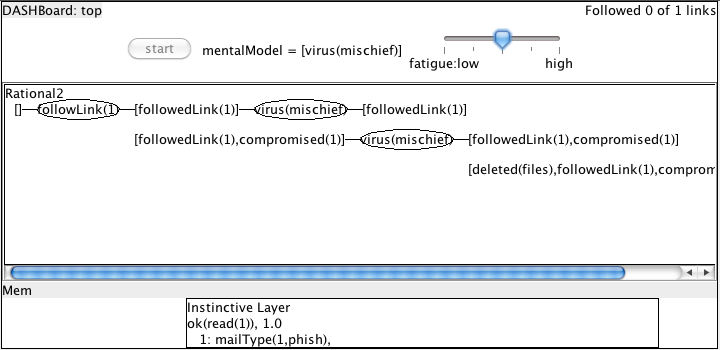 DASHBoard: top Followed 0 of 1 links
start mentalModel = [virus(mischief)]
fatigue:low high
Rational2
[] followLink(1) [followedLink(1)] virus(mischief) [followedLink(1)]
[followedLink(1),compromised(1)] virus(mischief) [followedLink(1),compromised(1)]
[deleted(files),followedLink(1),comprom
Mem
Instinctive Layer
ok(read(1)), 1.0
1: mailType(1,phish),